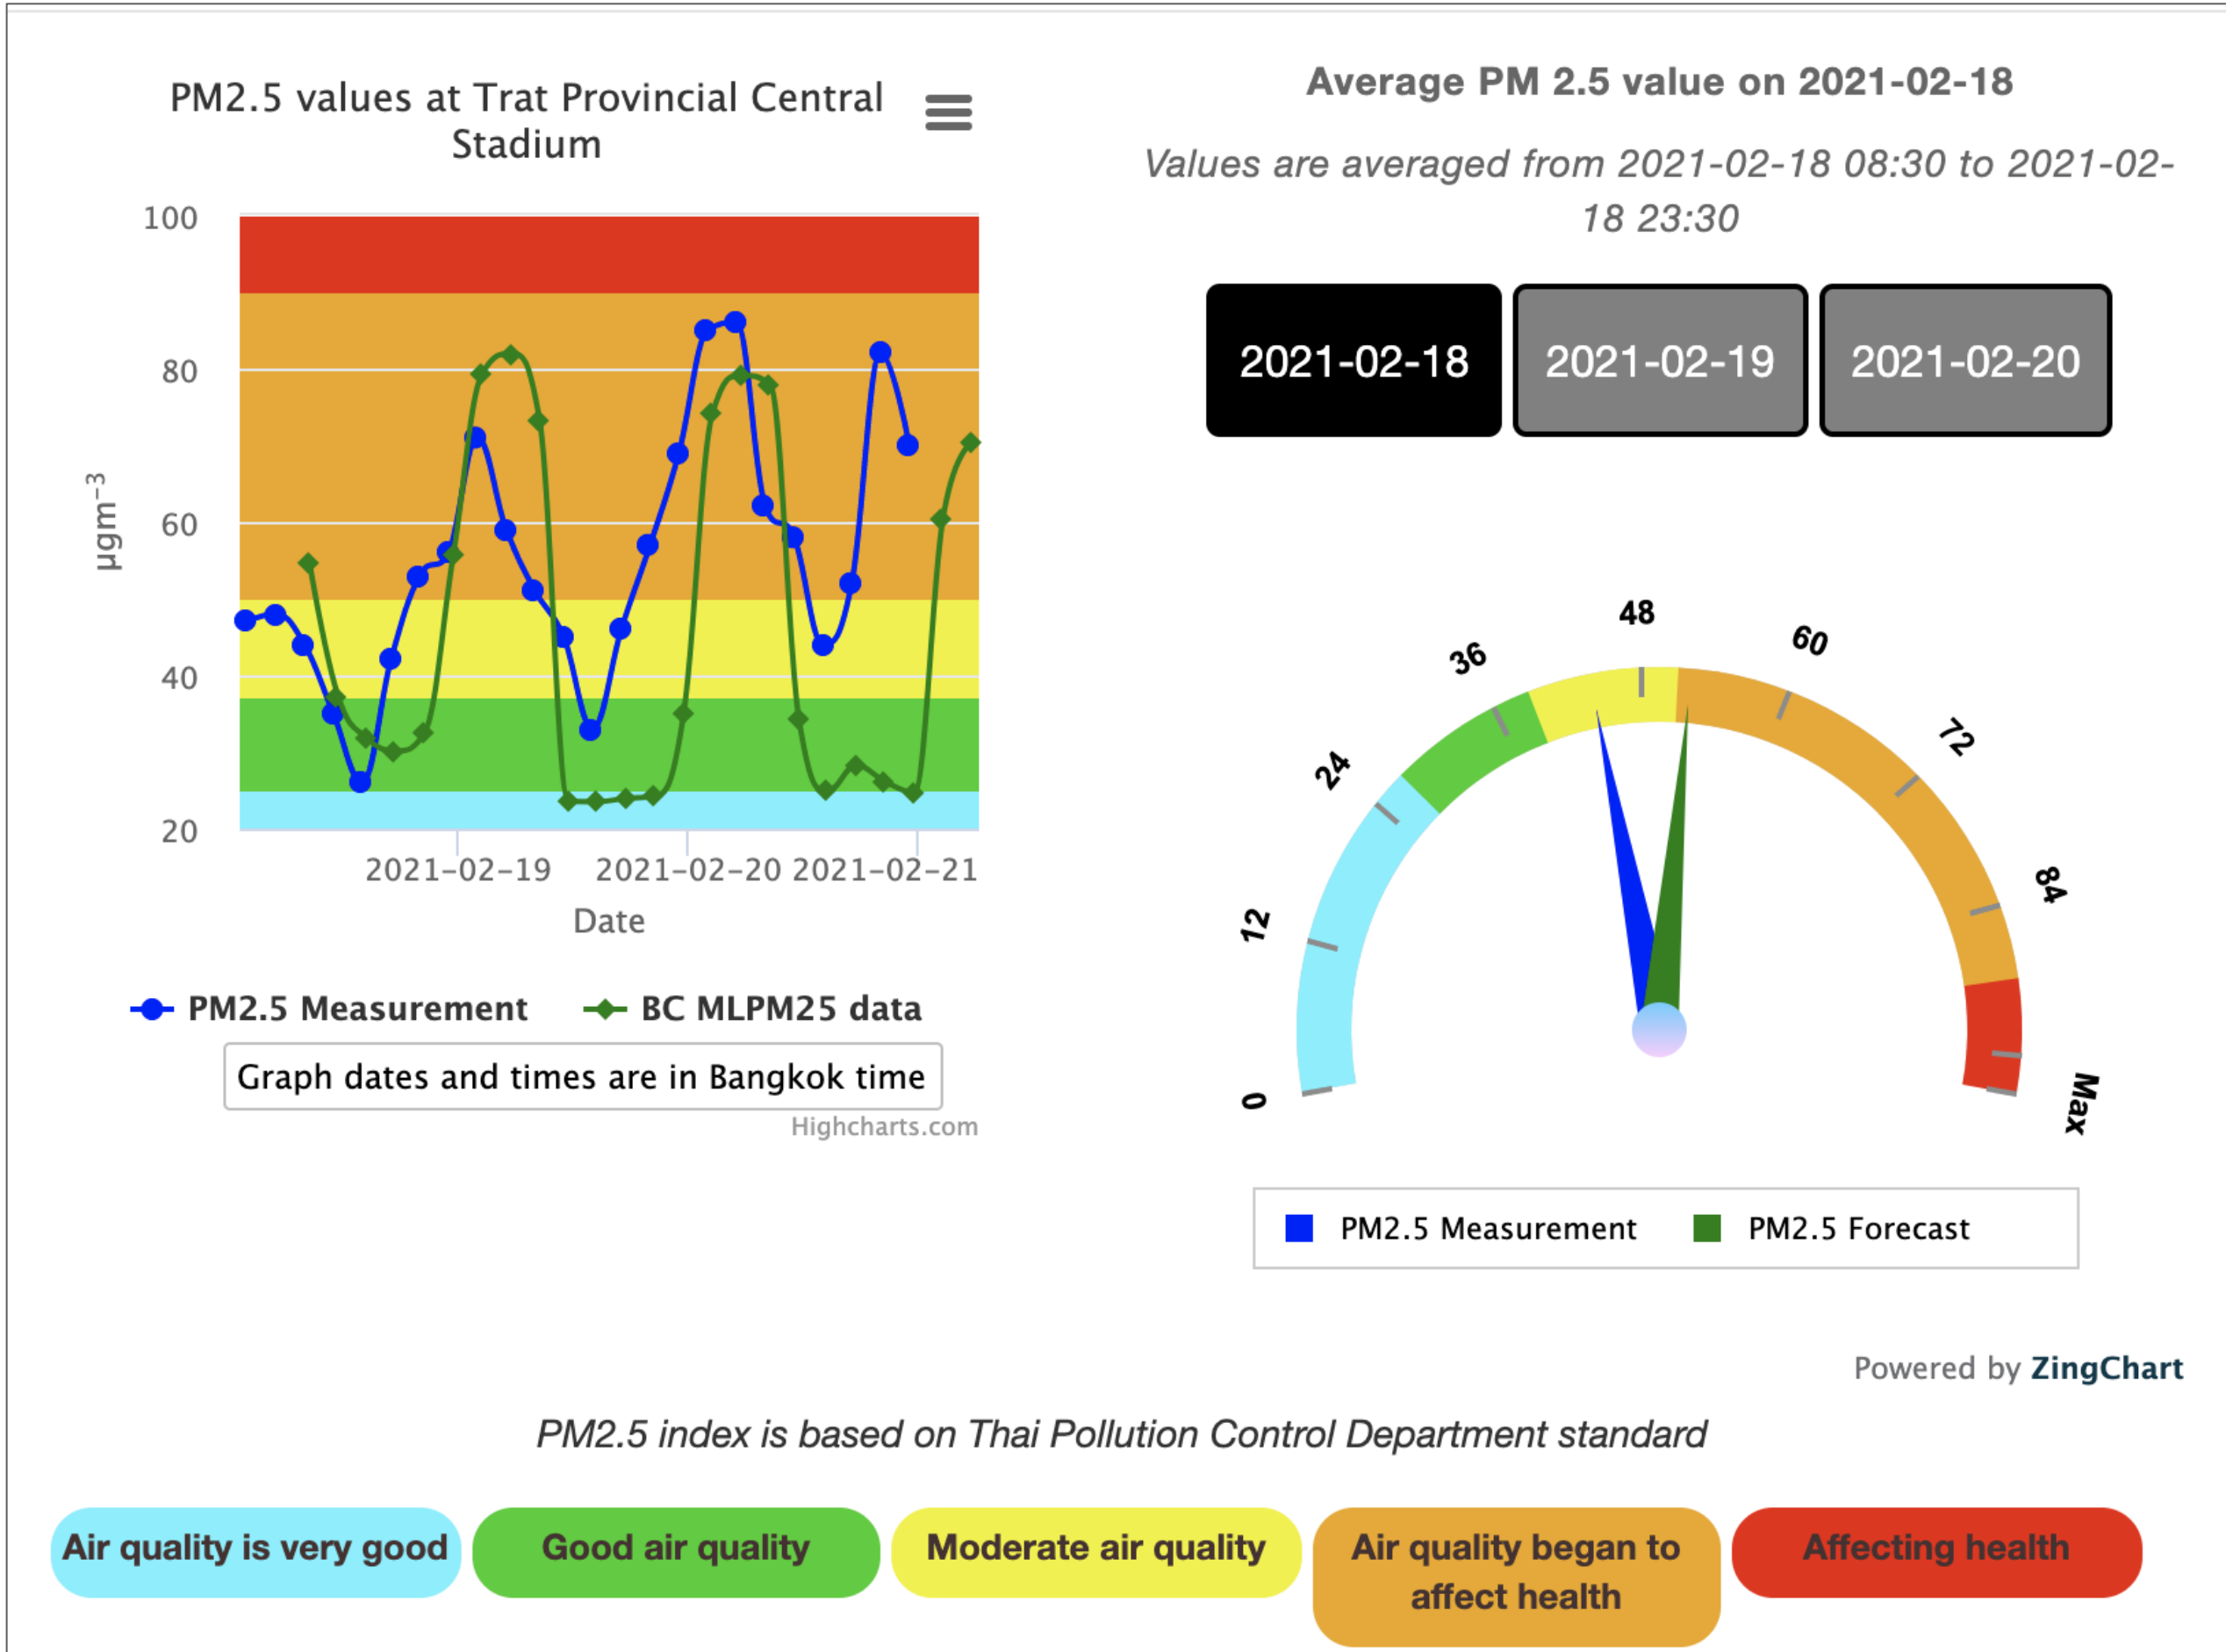 PM2.5 values at Trat Provincial Central
Stadium
100
80
60
40
20
µgm⁻³
2021-02-19
2021-02-20
2021-02-21
Date
PM2.5 Measurement
BC MLPM25 data
Graph dates and times are in Bangkok time
Highcharts.com
Average PM 2.5 value on 2021-02-18
Values are averaged from 2021-02-18 08:30 to 2021-02-
18 23:30
2021-02-18
2021-02-19
2021-02-20
0
12
24
36
48
60
72
84
Max
PM2.5 Measurement
PM2.5 Forecast
Powered by ZingChart
PM2.5 index is based on Thai Pollution Control Department standard
Air quality is very good
Good air quality
Moderate air quality
Air quality began to
affect health
Affecting health